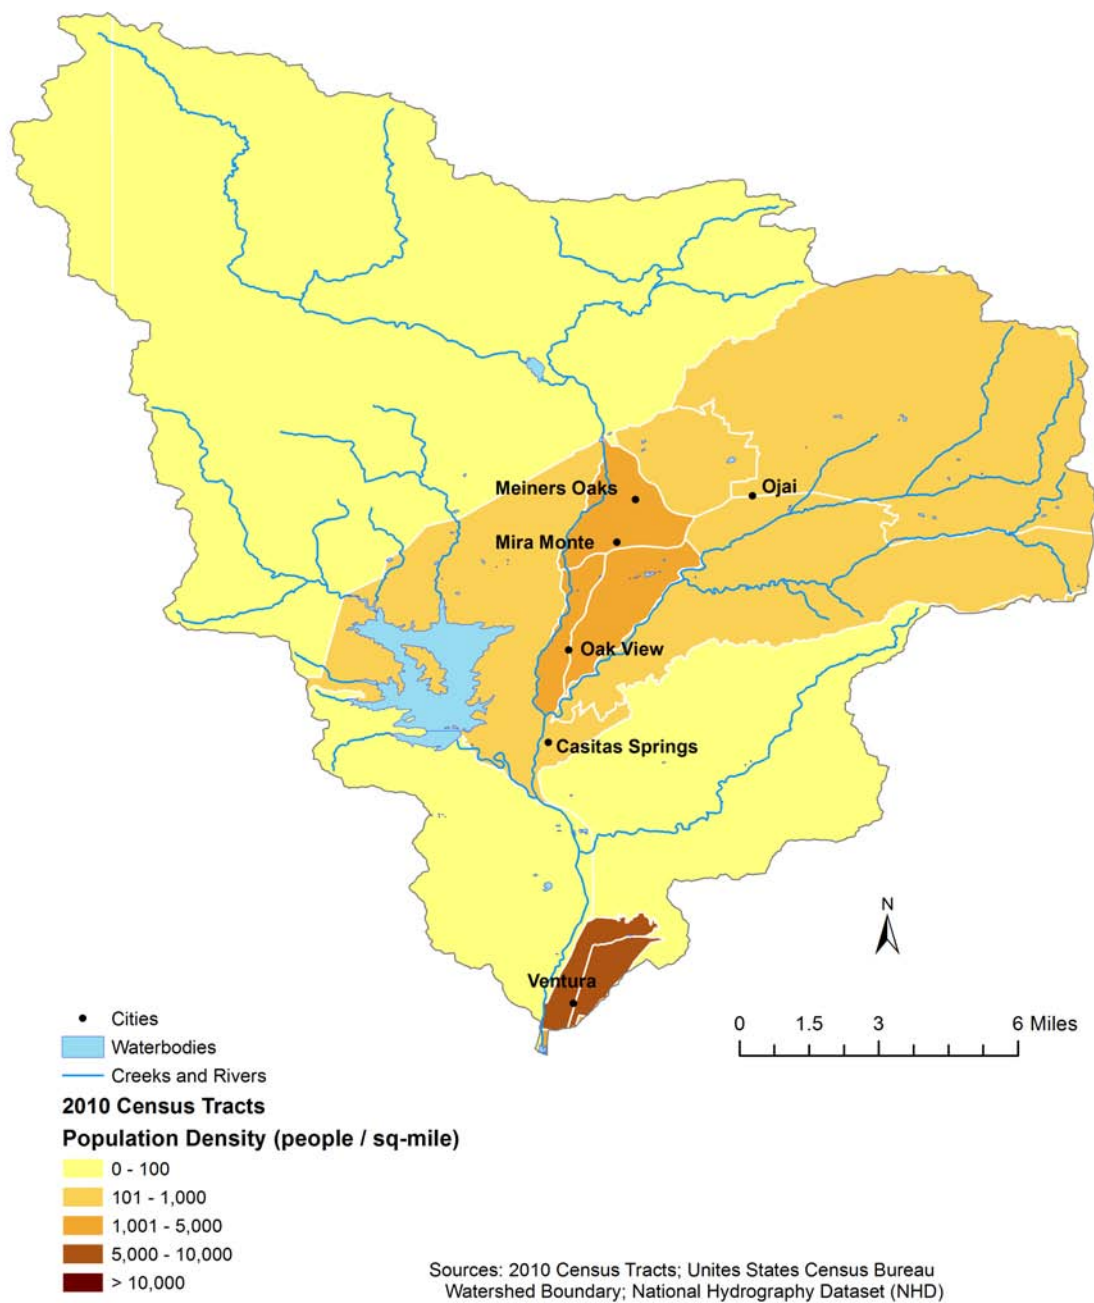 Meiners Oaks
Ojai
Mira Monte
Oak View
Casitas Springs
N
Ventura
0 1.5 3 6 Miles
Cities
Waterbodies
Creeks and Rivers
2010 Census Tracts
Population Density (people / sq-mile)
0 - 100
101 - 1,000
1,001 - 5,000
5,000 - 10,000
> 10,000
Sources: 2010 Census Tracts; Unites States Census Bureau
Watershed Boundary; National Hydrography Dataset (NHD)